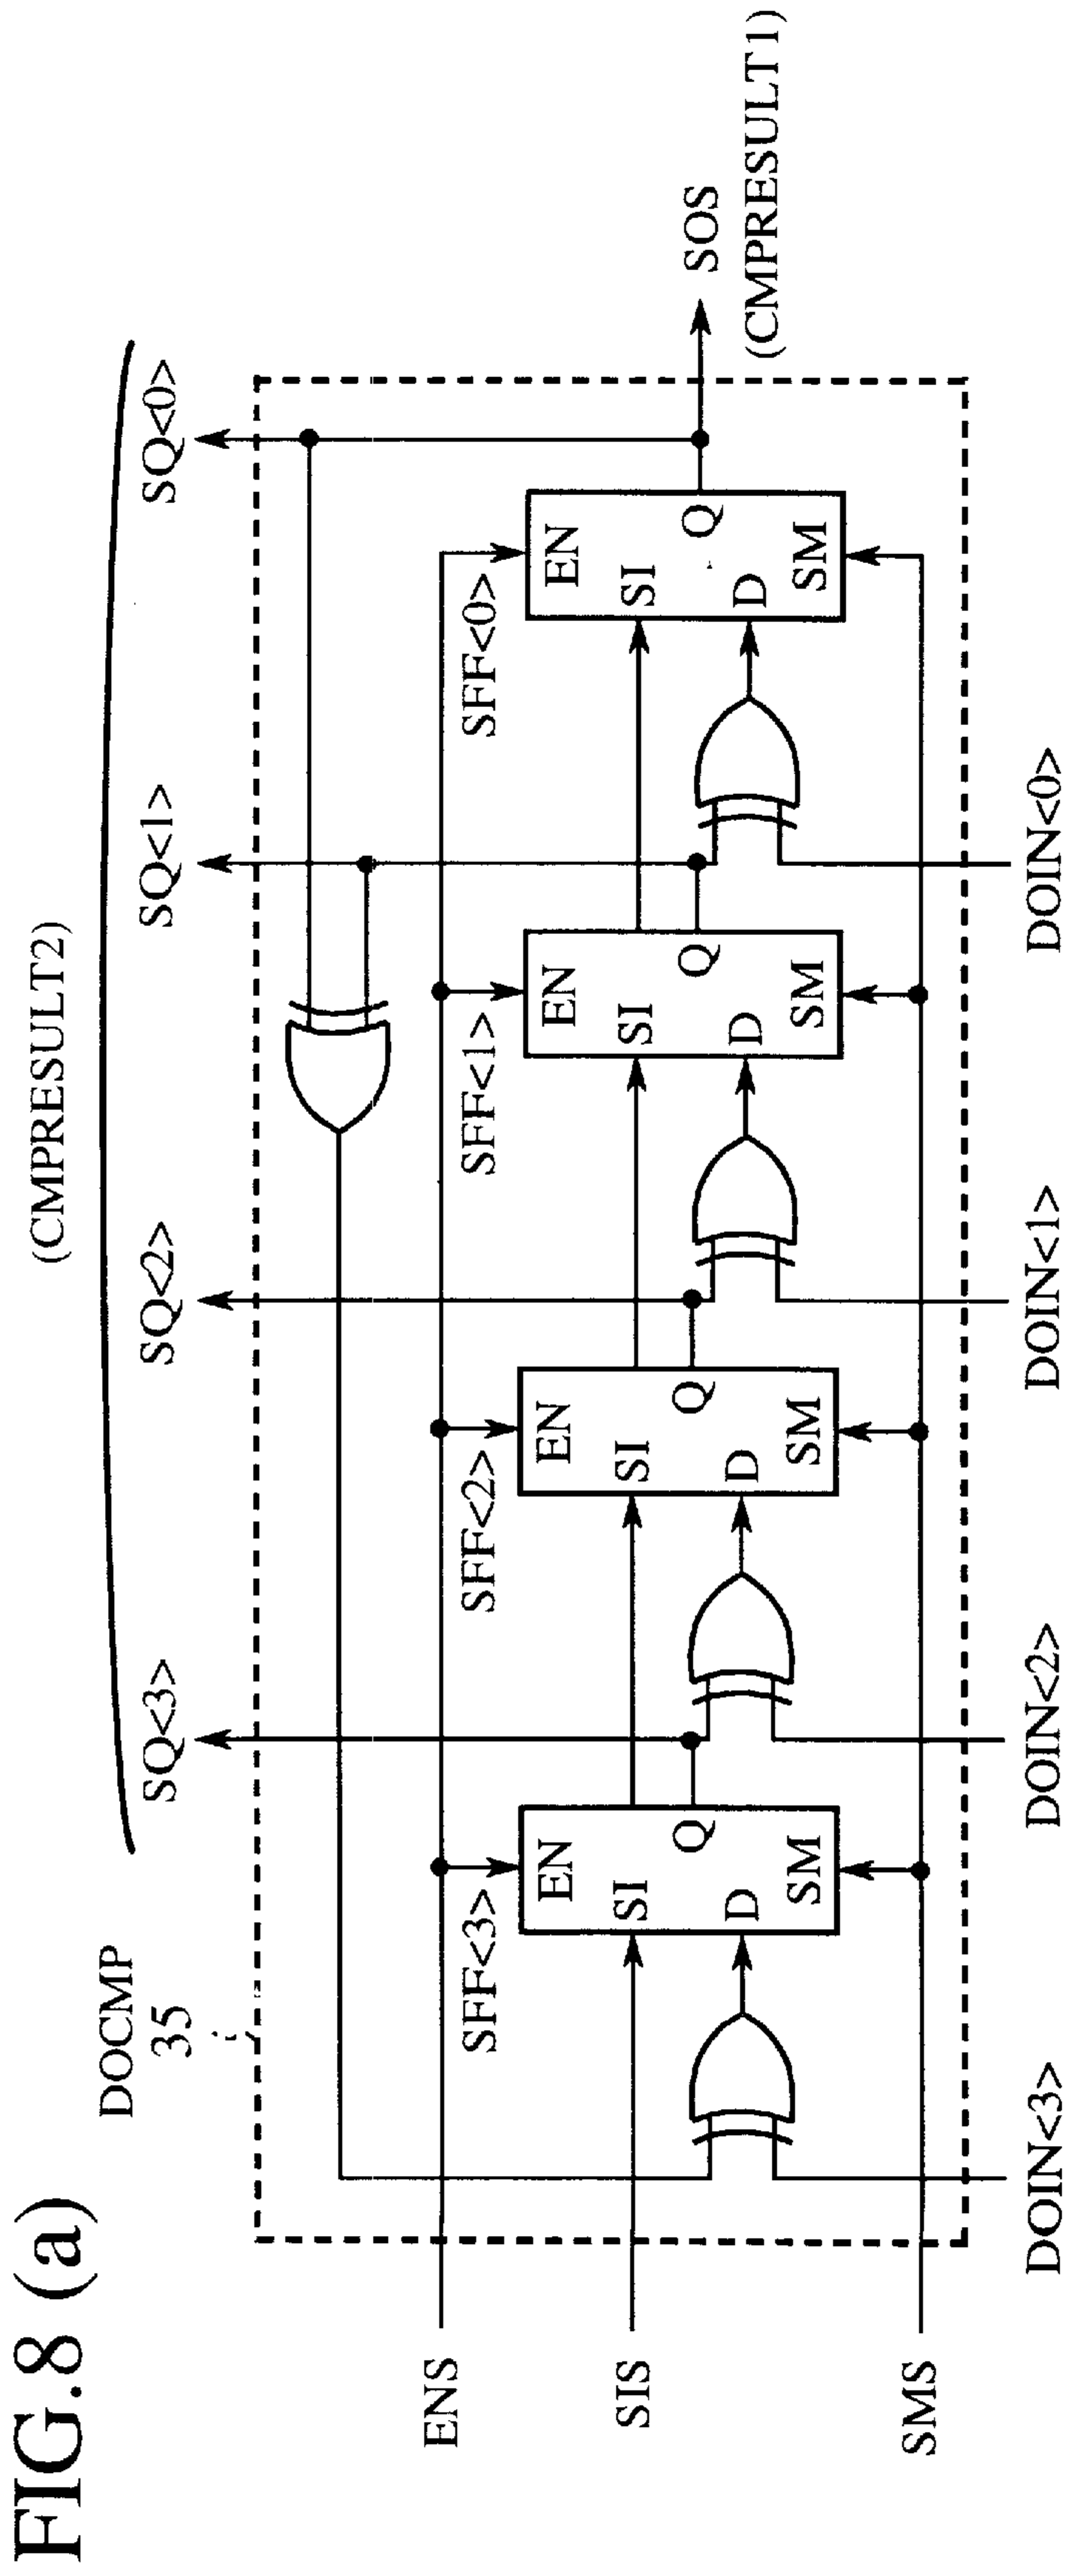 FIG.8 (a)
(CMPRESULT2)
DOCMP
35
SQ<3>
SQ<2>
SQ<1>
SQ<0>
ENS
SIS
SMS
SFF<3>
EN
SI
Q
D
SM
SFF<2>
EN
SI
Q
D
SM
SFF<1>
EN
SI
Q
D
SM
SFF<0>
EN
SI
Q
D
SM
SOS
(CMPRESULT1)
DOIN<3>
DOIN<2>
DOIN<1>
DOIN<0>